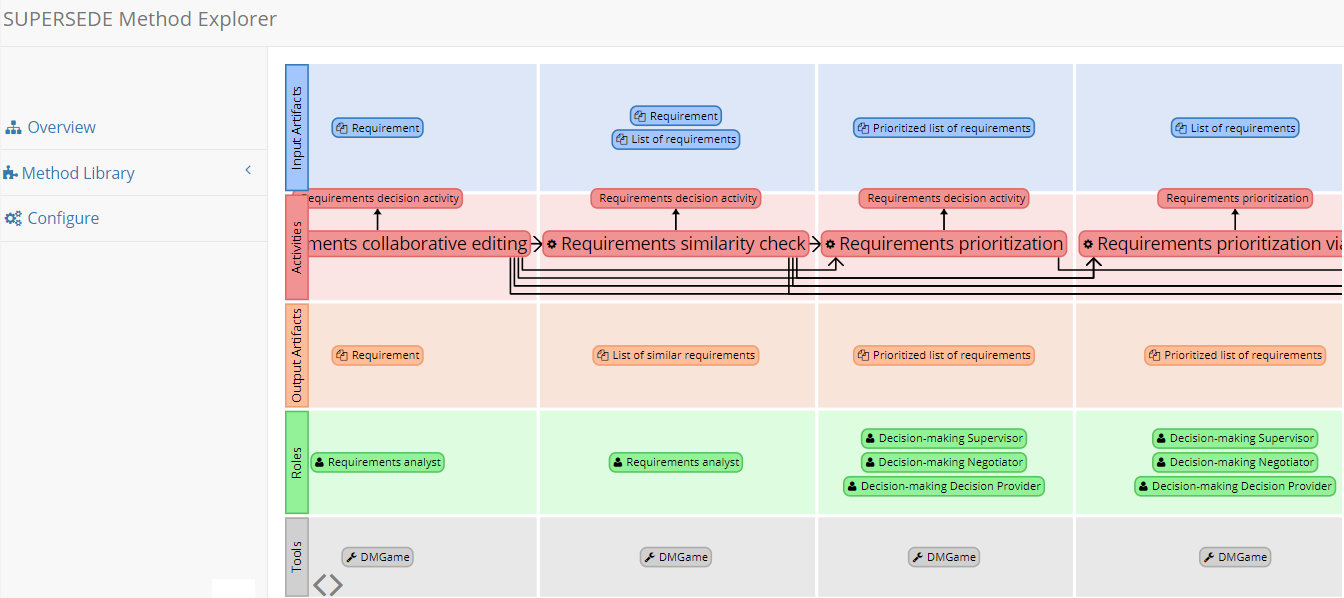 SUPERSEDE Method Explorer
Overview
Method Library
Configure
Input Artifacts
Requirement
Requirement
List of requirements
Prioritized list of requirements
List of requirements
Activities
equirements decision activity
Requirements decision activity
Requirements decision activity
Requirements prioritization
ments collaborative editing
Requirements similarity check
Requirements prioritization
Requirements prioritization via
Output Artifacts
Requirement
List of similar requirements
Prioritized list of requirements
Prioritized list of requirements
Roles
Requirements analyst
Requirements analyst
Decision-making Supervisor
Decision-making Negotiator
Decision-making Decision Provider
Decision-making Supervisor
Decision-making Negotiator
Decision-making Decision Provider
Tools
DMGame
DMGame
DMGame
DMGame